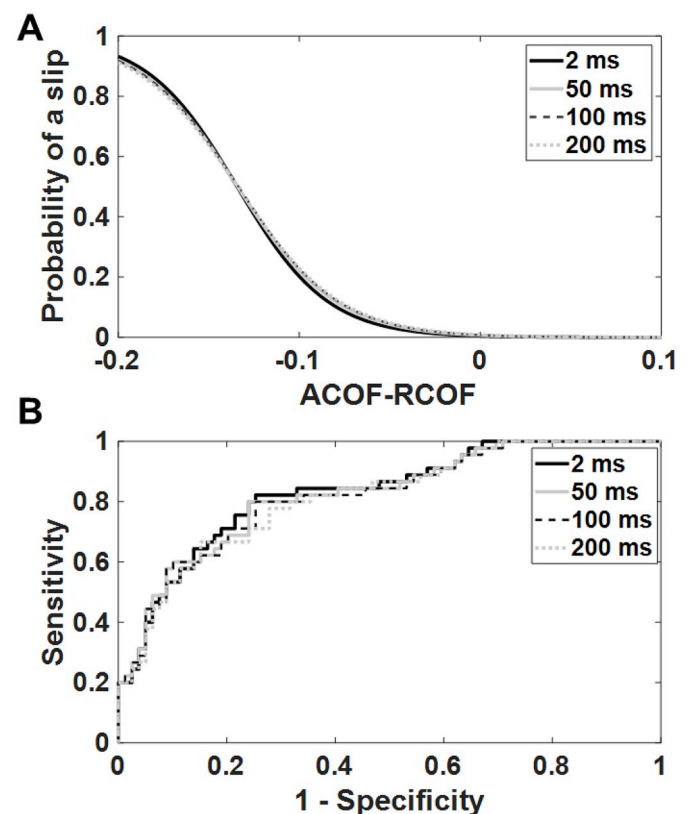 A
Probability of a slip
1
0.8
0.6
0.4
0.2
0
2 ms
50 ms
100 ms
200 ms
-0.2 -0.1 0 0.1
ACOF-RCOF
B
Sensitivity
1
0.8
0.6
0.4
0.2
0
2 ms
50 ms
100 ms
200 ms
0 0.2 0.4 0.6 0.8 1
1 - Specificity